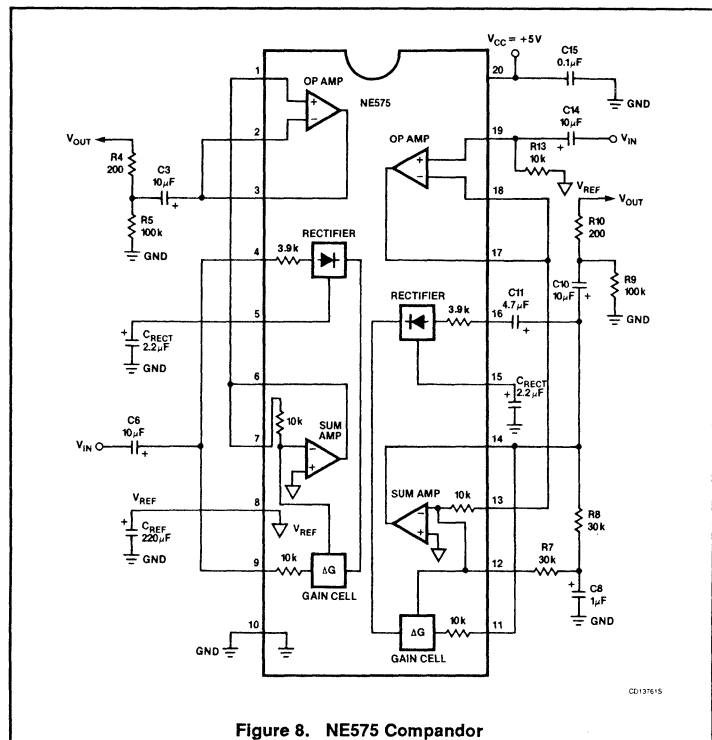 VCC = +5V
C15
0.1µF
GND
1
20
OP AMP
NE575
C14
10µF
VIN
19
OP AMP
R13
10k
VREF
VOUT
2
18
VOUT
R4
200
C3
10µF
+
3
17
R10
200
R5
100k
GND
RECTIFIER
4
3.9k
RECTIFIER
3.9k
16
C11
4.7µF
C10
10µF
R9
100k
GND
5
CRECT
2.2µF
GND
15
CRECT
2.2µF
6
10k
SUM AMP
7
14
C6
10µF
VIN
SUM AMP
10k
13
R8
30k
VREF
8
VREF
CREF
220µF
GND
12
R7
30k
9
10k
ΔG
GAIN CELL
C8
1µF
GND
10
GND
ΔG
10k
11
GAIN CELL
CD13761S
Figure 8. NE575 Compandor